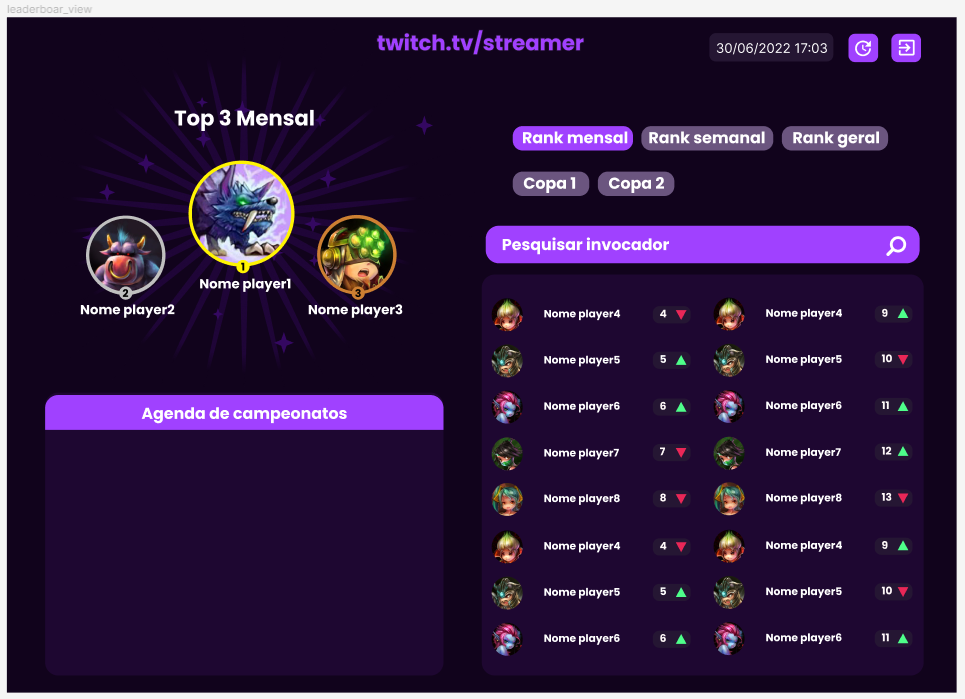 leaderboar_view
twitch.tv/streamer
30/06/2022 17:03
Top 3 Mensal
1
Nome player1
2
Nome player2
3
Nome player3
Agenda de campeonatos
Rank mensal Rank semanal Rank geral
Copa 1 Copa 2
Pesquisar invocador
Nome player4 4 Nome player4 9
Nome player5 5 Nome player5 10
Nome player6 6 Nome player6 11
Nome player7 7 Nome player7 12
Nome player8 8 Nome player8 13
Nome player4 4 Nome player4 9
Nome player5 5 Nome player5 10
Nome player6 6 Nome player6 11